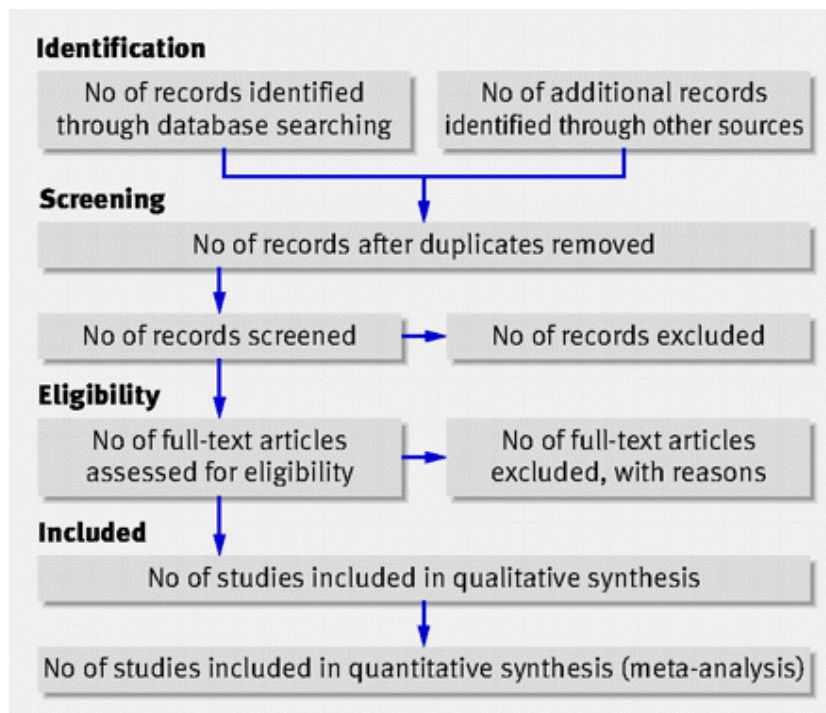 Identification
No of records identified
through database searching
No of additional records
identified through other sources
Screening
No of records after duplicates removed
No of records screened
No of records excluded
Eligibility
No of full-text articles
assessed for eligibility
No of full-text articles
excluded, with reasons
Included
No of studies included in qualitative synthesis
No of studies included in quantitative synthesis (meta-analysis)